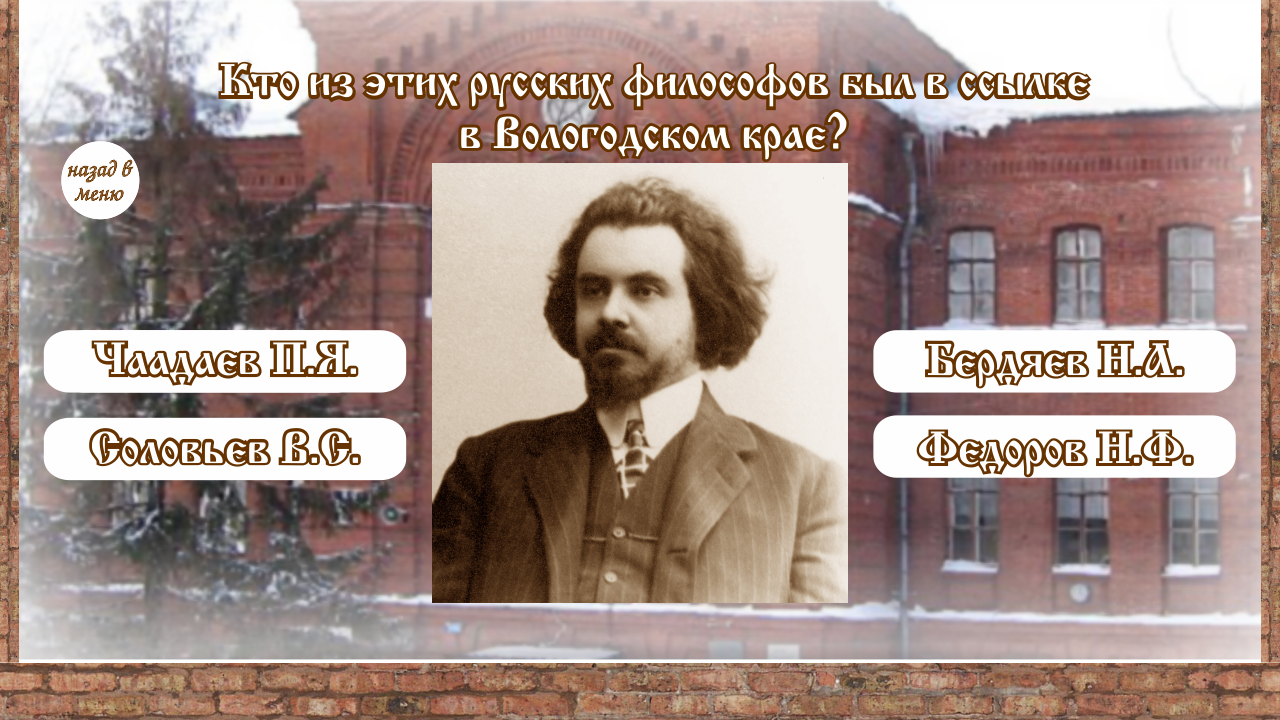 Кто из этих русских философов был в ссылке
в Вологодском крае?
назад в
меню
Чаадаев П.Я.
Соловьев В.С.
Бердяев Н.А.
Федоров Н.Ф.